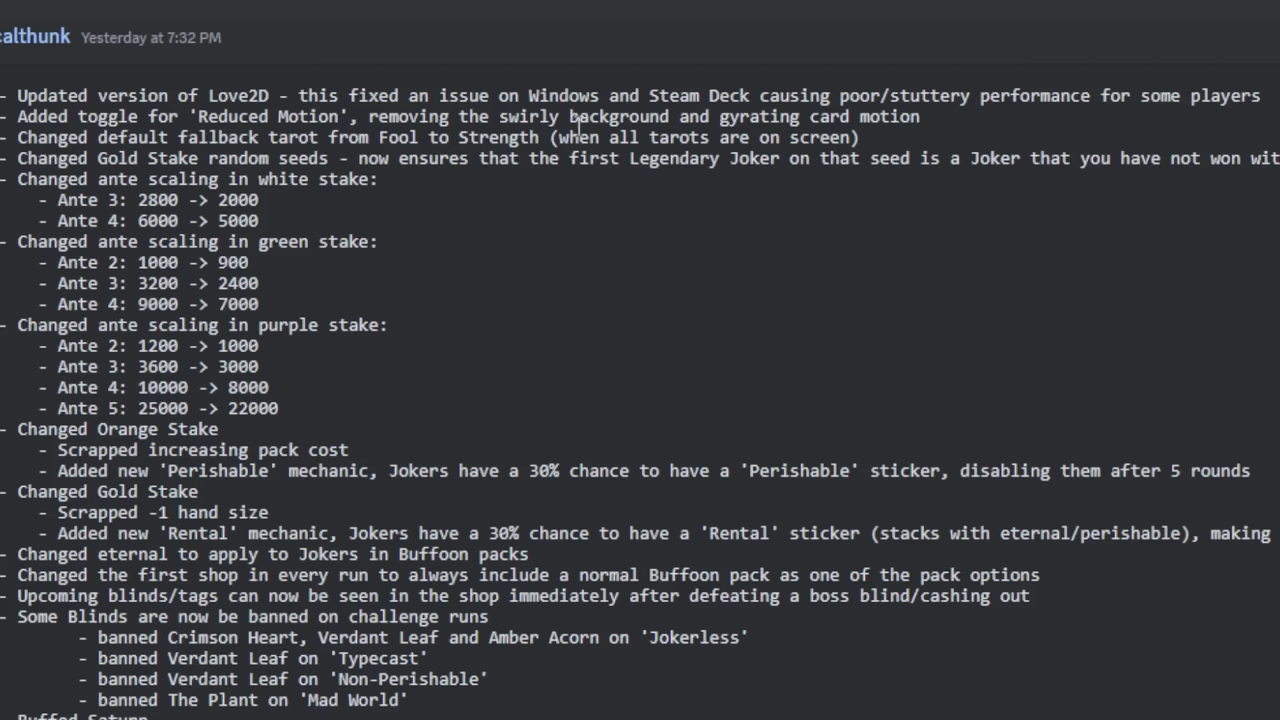 calthunk Yesterday at 7:32 PM
- Updated version of Love2D - this fixed an issue on Windows and Steam Deck causing poor/stuttery performance for some players
- Added toggle for 'Reduced Motion', removing the swirly background and gyrating card motion
- Changed default fallback tarot from Fool to Strength (when all tarots are on screen)
- Changed Gold Stake random seeds - now ensures that the first Legendary Joker on that seed is a Joker that you have not won wit
- Changed ante scaling in white stake:
- Ante 3: 2800 -> 2000
- Ante 4: 6000 -> 5000
- Changed ante scaling in green stake:
- Ante 2: 1000 -> 900
- Ante 3: 3200 -> 2400
- Ante 4: 9000 -> 7000
- Changed ante scaling in purple stake:
- Ante 2: 1200 -> 1000
- Ante 3: 3600 -> 3000
- Ante 4: 10000 -> 8000
- Ante 5: 25000 -> 22000
- Changed Orange Stake
- Scrapped increasing pack cost
- Added new 'Perishable' mechanic, Jokers have a 30% chance to have a 'Perishable' sticker, disabling them after 5 rounds
- Changed Gold Stake
- Scrapped -1 hand size
- Added new 'Rental' mechanic, Jokers have a 30% chance to have a 'Rental' sticker (stacks with eternal/perishable), making
- Changed eternal to apply to Jokers in Buffoon packs
- Changed the first shop in every run to always include a normal Buffoon pack as one of the pack options
- Upcoming blinds/tags can now be seen in the shop immediately after defeating a boss blind/cashing out
- Some Blinds are now be banned on challenge runs
- banned Crimson Heart, Verdant Leaf and Amber Acorn on 'Jokerless'
- banned Verdant Leaf on 'Typecast'
- banned Verdant Leaf on 'Non-Perishable'
- banned The Plant on 'Mad World'
- Buffed Saturn